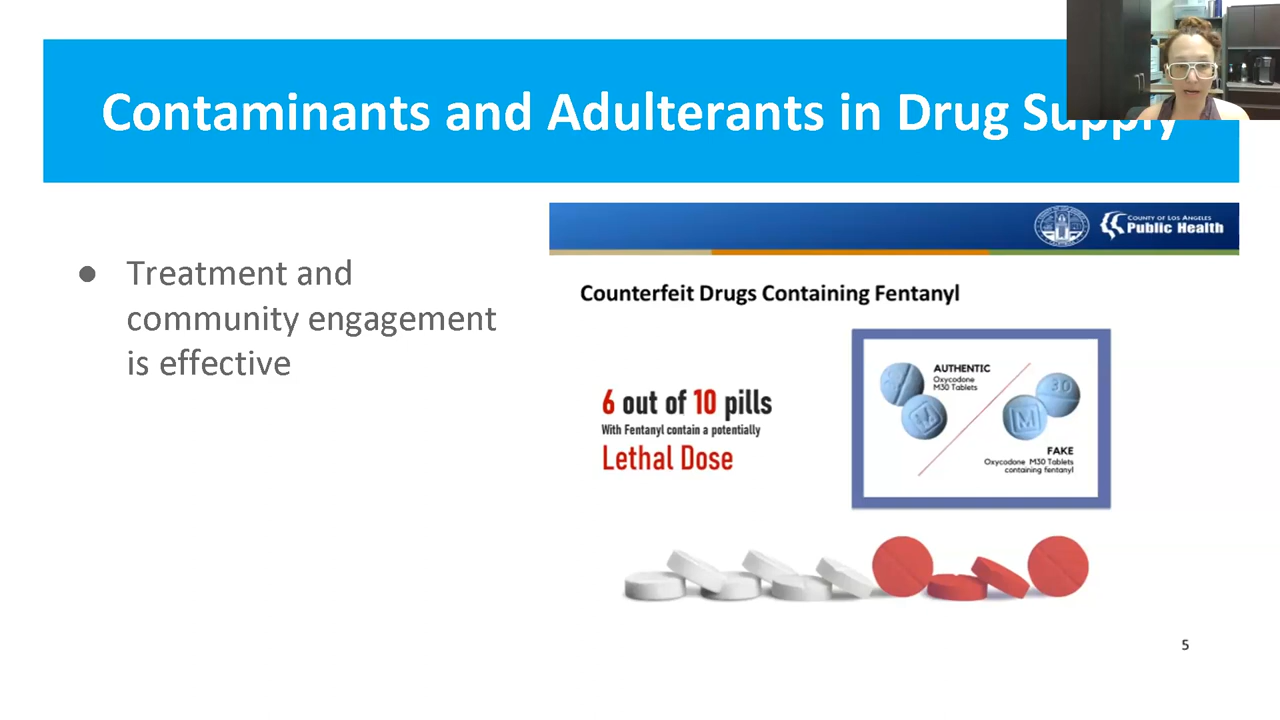 Contaminants and Adulterants in Drug Supply
● Treatment and
community engagement
is effective
County of Los Angeles
Public Health
Counterfeit Drugs Containing Fentanyl
6 out of 10 pills
With Fentanyl contain a potentially
Lethal Dose
AUTHENTIC
Oxycodone
M30 Tablets
M
30
M
FAKE
Oxycodone M30 Tablets
containing fentanyl
5